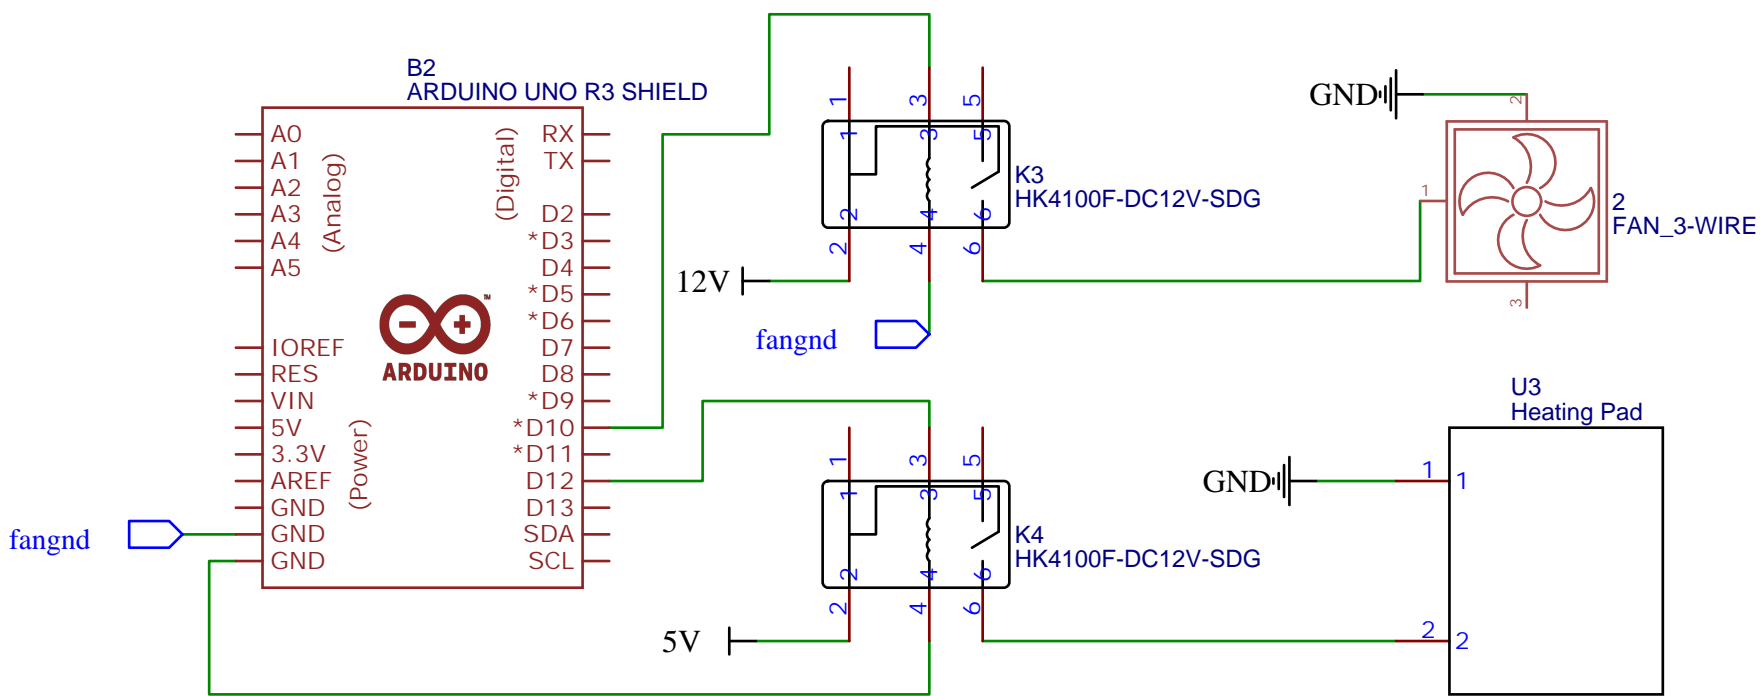 B2
ARDUINO UNO R3 SHIELD
A0
A1
A2
A3
A4
A5
(Analog)
IOREF
RES
VIN
5V
3.3V
AREF
GND
GND
GND
(Power)
RX
TX
(Digital)
D2
*D3
D4
*D5
*D6
D7
D8
*D9
*D10
*D11
D12
D13
SDA
SCL
ARDUINO
™
fangnd
1
3
5
1
3
5
2
4
6
2
4
6
K3
HK4100F-DC12V-SDG
12V
fangnd
GND
2
1
3
2
FAN_3-WIRE
1
3
5
1
3
5
2
4
6
2
4
6
K4
HK4100F-DC12V-SDG
5V
U3
Heating Pad
GND
1
1
2
2